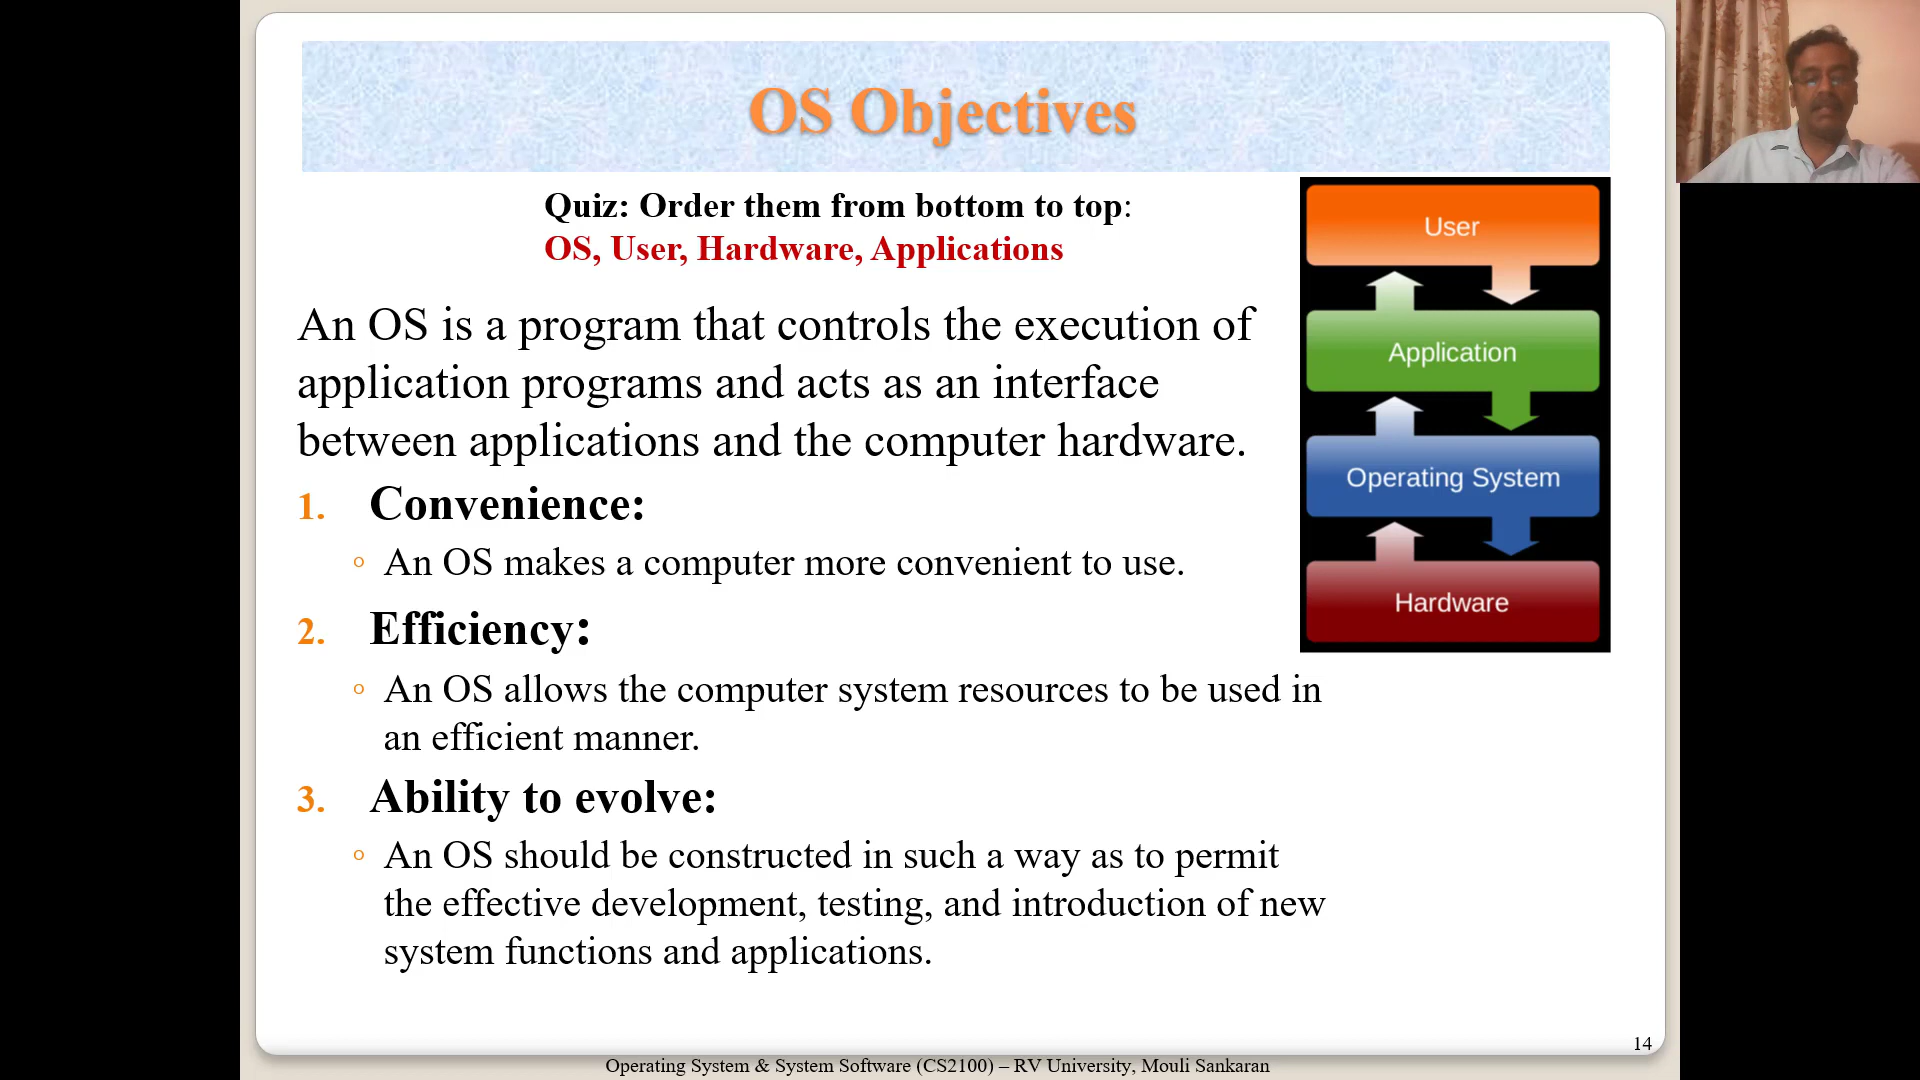 OS Objectives
Quiz: Order them from bottom to top:
OS, User, Hardware, Applications
An OS is a program that controls the execution of
application programs and acts as an interface
between applications and the computer hardware.
1. Convenience:
An OS makes a computer more convenient to use.
2. Efficiency:
An OS allows the computer system resources to be used in
an efficient manner.
3. Ability to evolve:
An OS should be constructed in such a way as to permit
the effective development, testing, and introduction of new
system functions and applications.
User
Application
Operating System
Hardware
14
Operating System & System Software (CS2100) – RV University, Mouli Sankaran